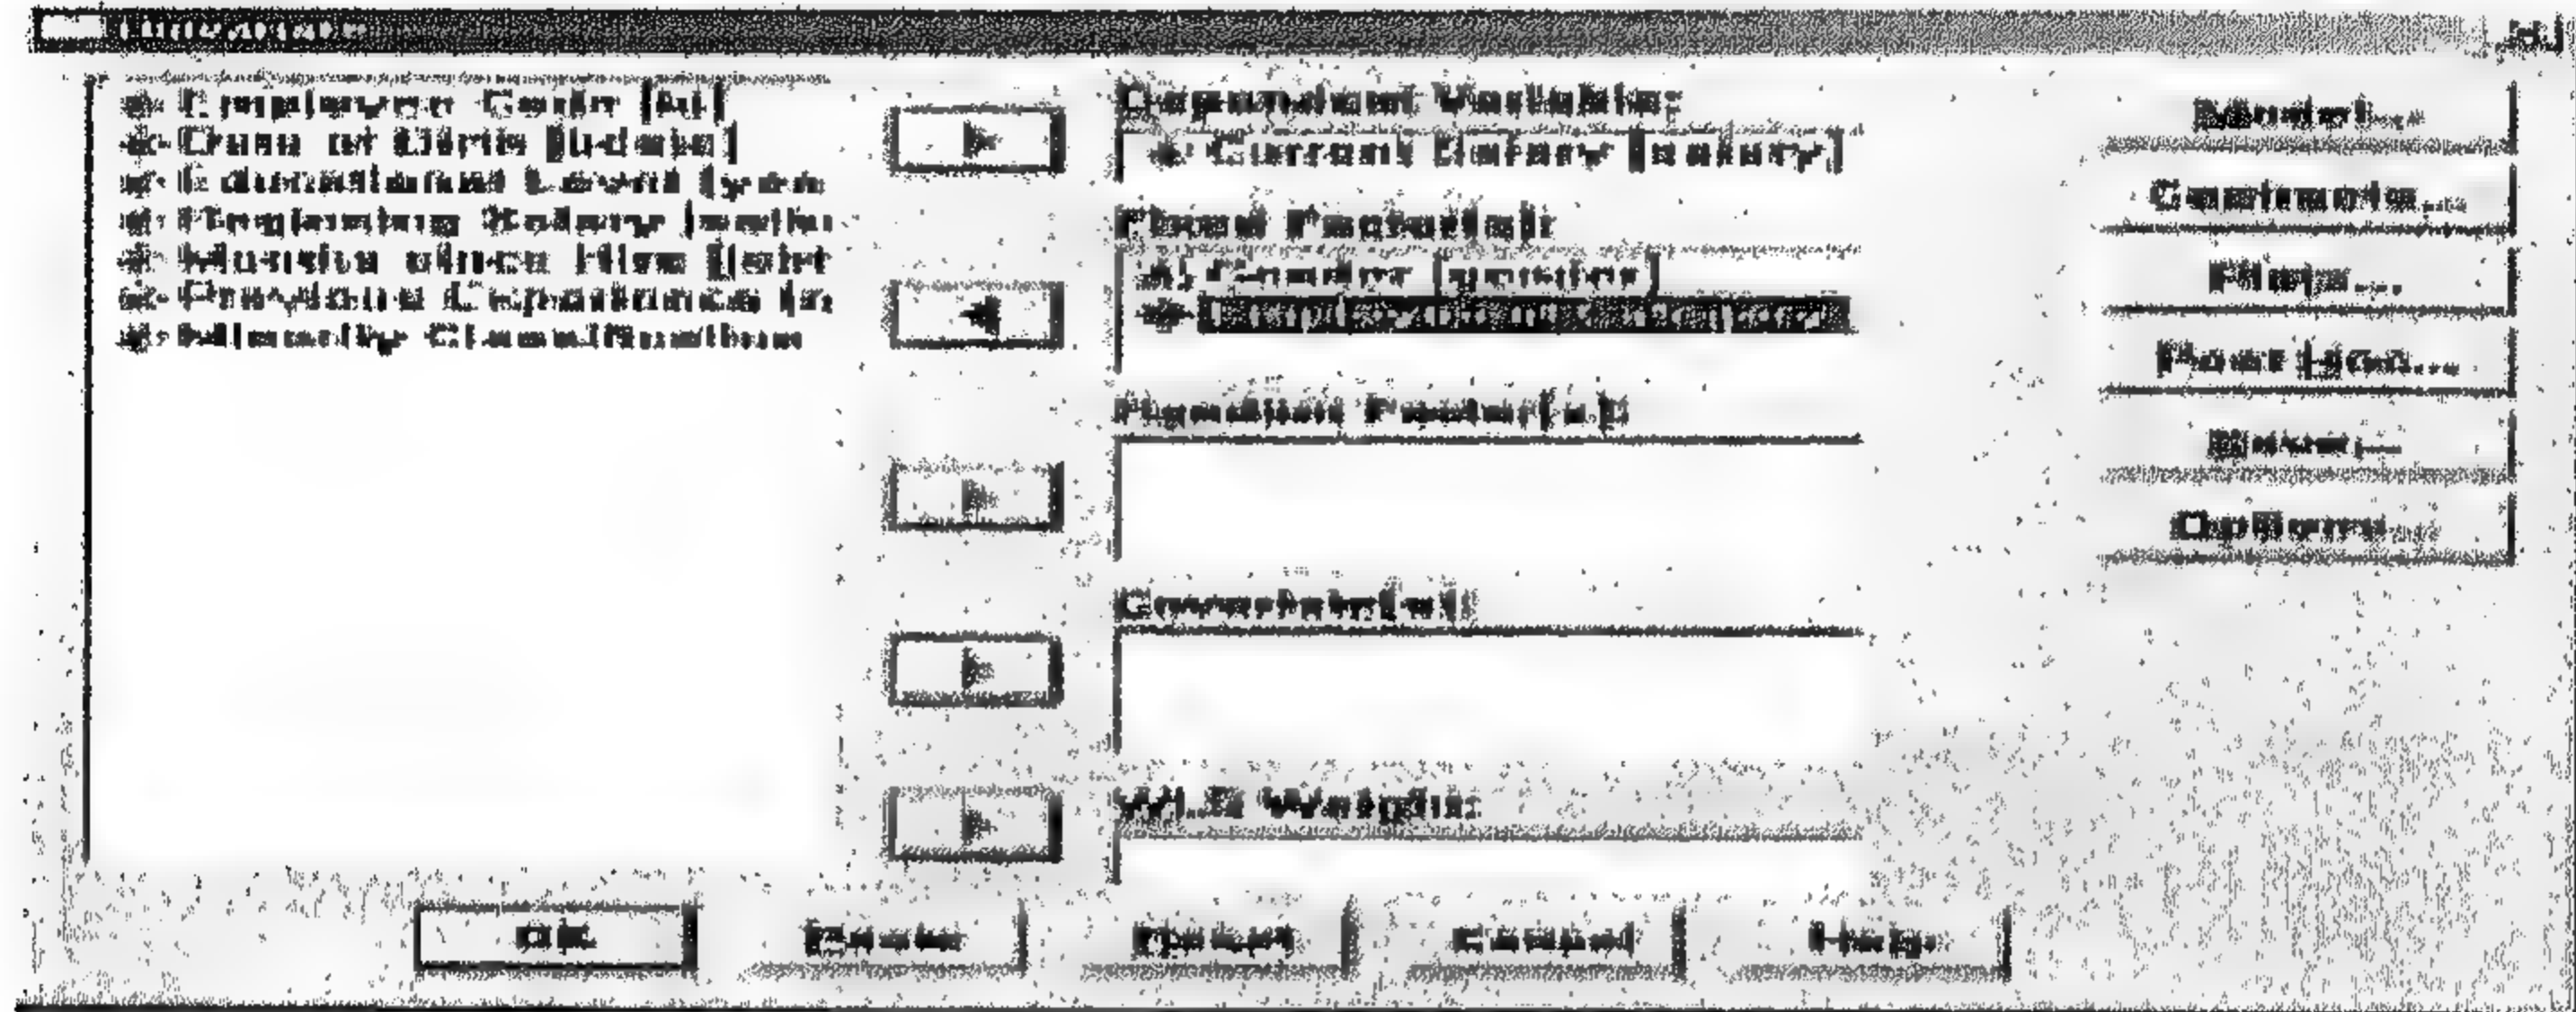 Univariate
Employee Code [id]
Date of Birth [bdate]
Educational Level (years
Beginning Salary [salbe
Months since Hire [jobt
Previous Experience [
Minority Classification
Dependent Variable:
Current Salary [salary]
Fixed Factor(s):
Gender [gender]
Employment Category
Random Factor(s):
Covariate(s):
WLS Weight:
Model...
Contrasts...
Plots...
Post Hoc...
Save...
Options...
OK
Paste
Reset
Cancel
Help